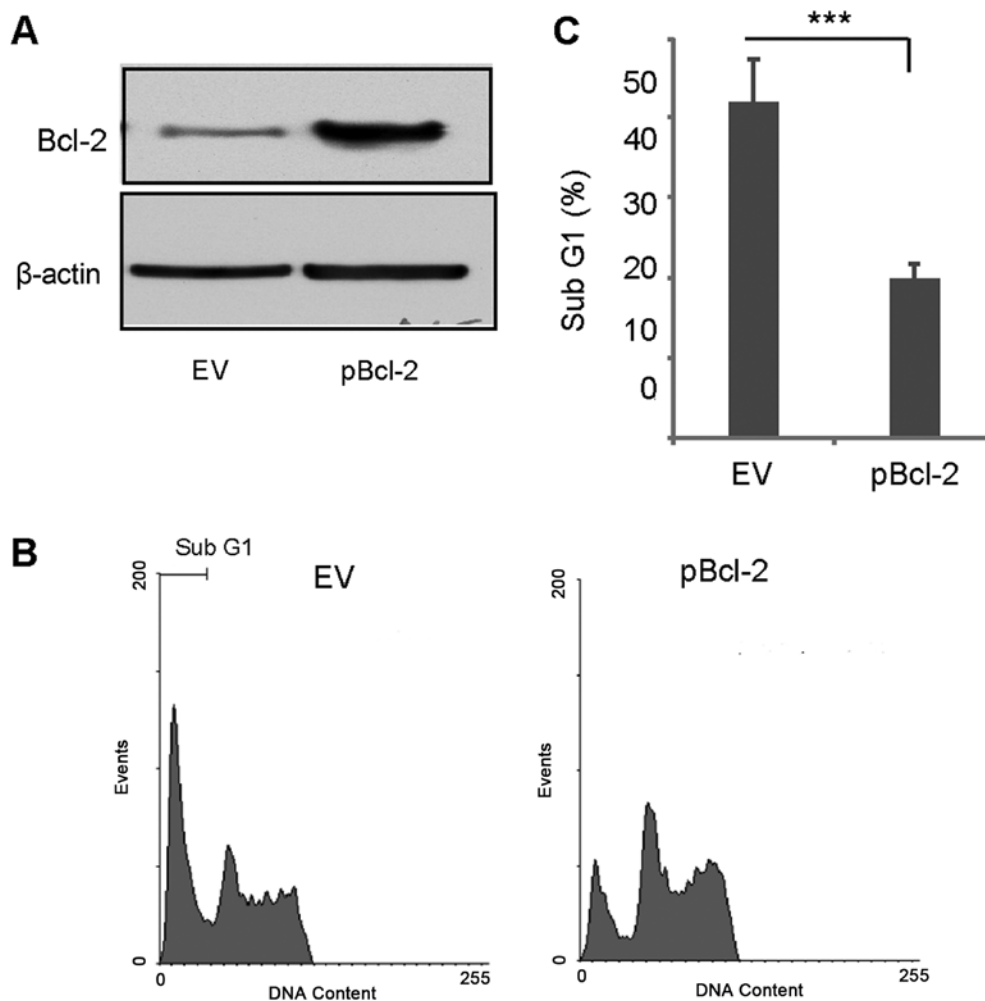 A
Bcl-2
β-actin
EV pBcl-2
C
***
Sub G1 (%)
50
40
30
20
10
0
EV pBcl-2
B
Sub G1
EV
200
Events
0
0 255
DNA Content
pBcl-2
200
Events
0
0 255
DNA Content